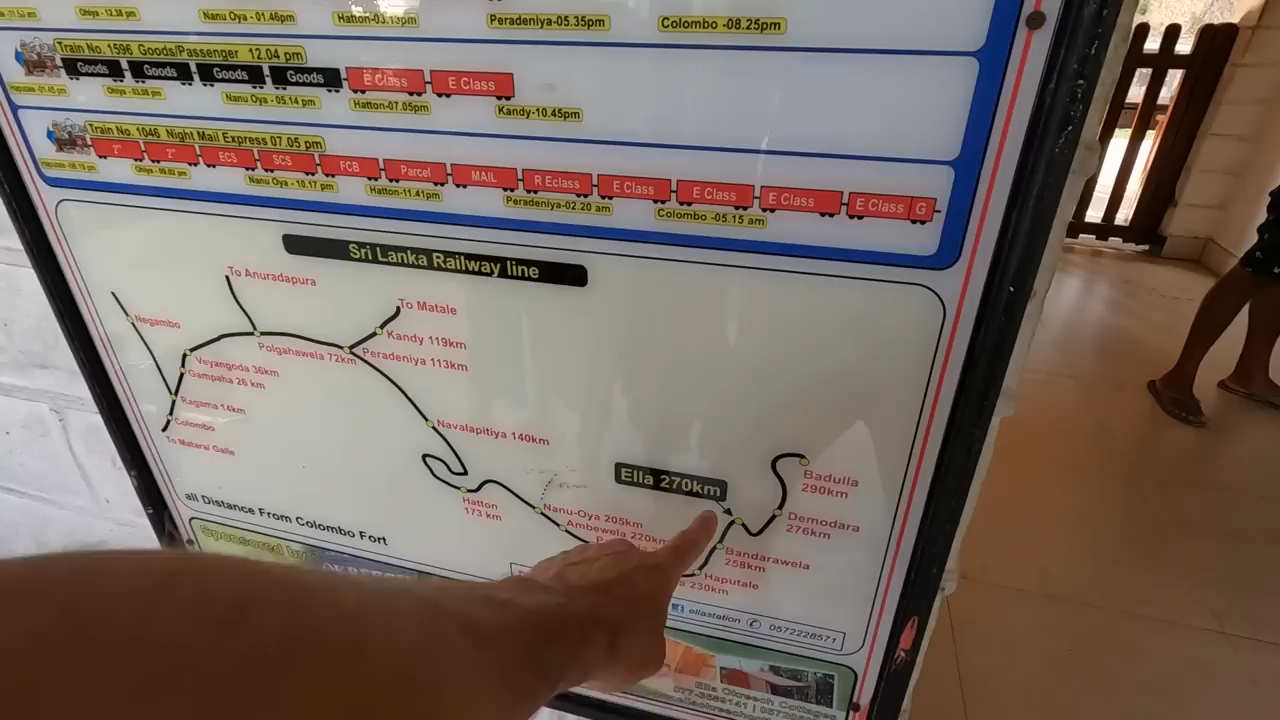 Ohiya - 12.38 pm
Nanu Oya - 01.46pm
Hatton-03.13pm
Peradeniya-05.35pm
Colombo -08.25pm
Train No. 1596 Goods/Passenger 12.04 pm
Goods
Goods
Goods
Goods
E Class
E Class
Haputale -01.45 pm
Ohiya - 03.08 pm
Nanu Oya - 05.14 pm
Hatton-07.05pm
Kandy-10.45pm
Train No. 1046 Night Mail Express 07.05 pm
2ⁿ
2ⁿ
ECS
SCS
FCB
Parcel
MAIL
R Eclass
E Class
E Class
E Class
E Class
G
Haputale -08.19 pm
Ohiya - 09.02 pm
Nanu Oya - 10.17 pm
Hatton-11.41pm
Peradeniya-02.20 am
Colombo -05.15 am
Sri Lanka Railway line
To Anuradapura
To Matale
Negambo
Kandy 119km
Polgahawela 72km
Peradeniya 113km
Veyangoda 36km
Gampaha 26 km
Ragama 14km
Colombo
To Matara/ Galle
Navalapitiya 140km
Ella 270km
Badulla
290km
Hatton
173 km
Nanu-Oya 205km
Ambewela 220km
Demodara
276km
Bandarawela
258km
Haputale
230km
all Distance From Colombo Fort
Sponsored by
ellastation
0572228571
Ella Okreech Cottages